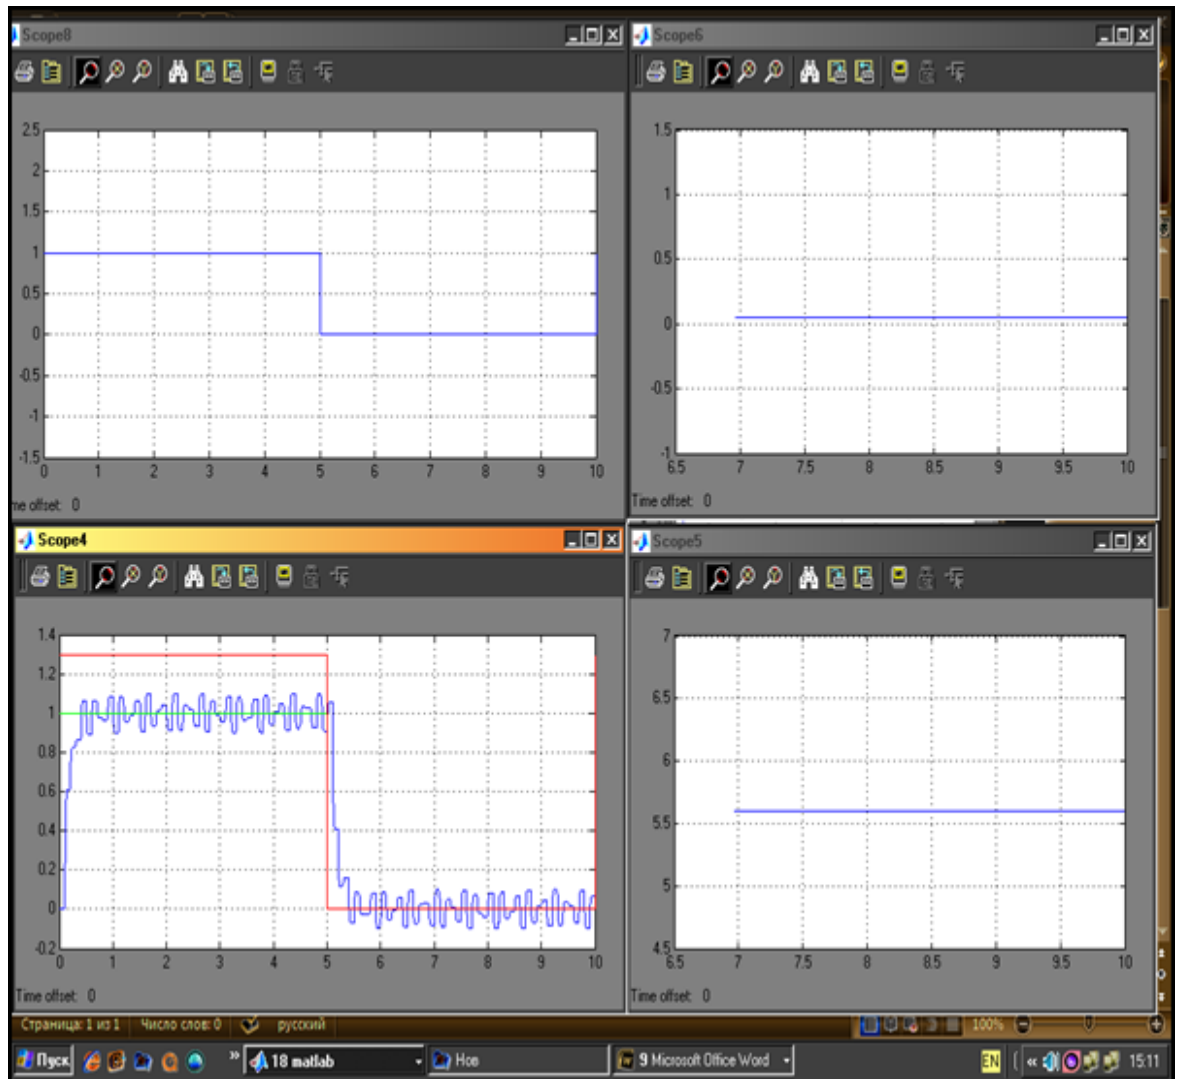 Scope8
2.5
2
1.5
1
0.5
0
-0.5
-1
-1.5
0 1 2 3 4 5 6 7 8 9 10
me offset: 0
Scope6
1.5
1
0.5
0
-0.5
-1
6.5 7 7.5 8 8.5 9 9.5 10
Time offset: 0
Scope4
1.4
1.2
1
0.8
0.6
0.4
0.2
0
-0.2
0 1 2 3 4 5 6 7 8 9 10
Time offset: 0
Scope5
7
6.5
6
5.5
5
4.5
6.5 7 7.5 8 8.5 9 9.5 10
Time offset: 0
Страница: 1 из 1 Число слов: 0 русский 100%
Пуск » 18 matlab Нов 9 Microsoft Office Word EN « 15:11